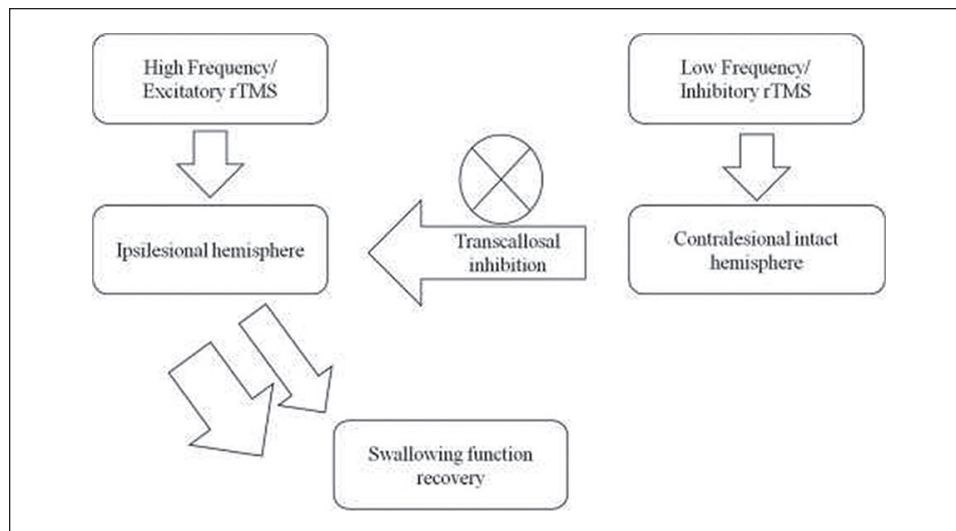 High Frequency/
Excitatory rTMS
Low Frequency/
Inhibitory rTMS
Ipsilesional hemisphere
Transcallosal
inhibition
Contralesional intact
hemisphere
Swallowing function
recovery